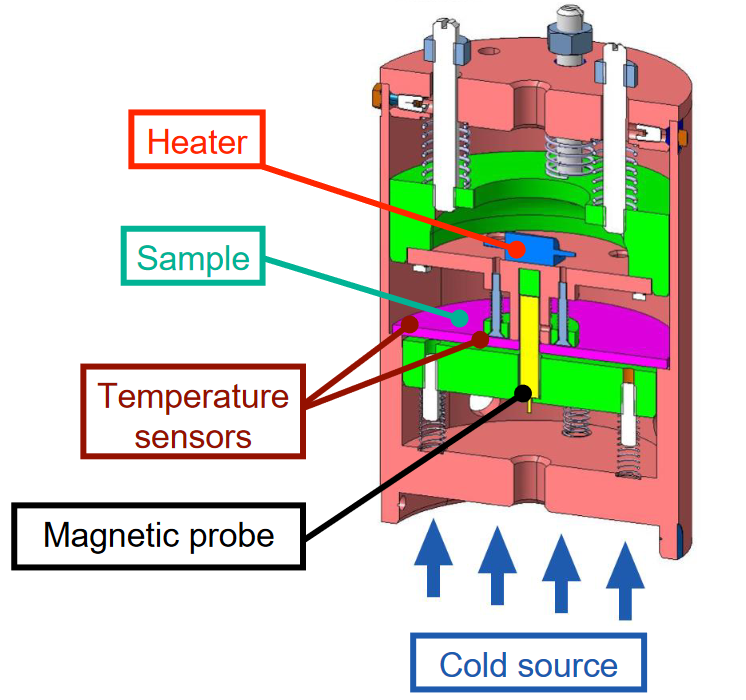 Heater
Sample
Temperature
sensors
Magnetic probe
Cold source